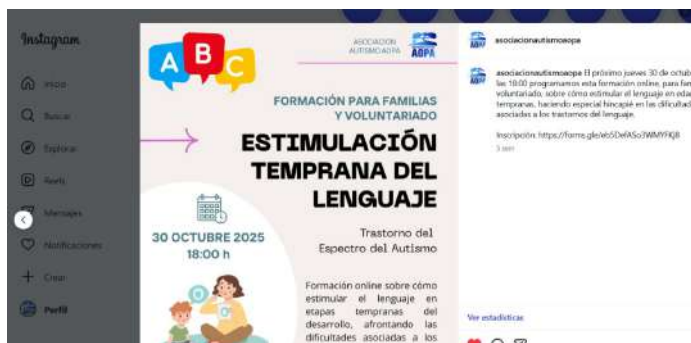 Instagram
Inicio
Buscar
Explorar
Reels
Mensajes
Notificaciones
Crear
Perfil
A B C
ASOCIACIÓN
AUTISMO AOPA
AOPA
FORMACIÓN PARA FAMILIAS
Y VOLUNTARIADO
ESTIMULACIÓN
TEMPRANA DEL
LENGUAJE
Trastorno del
Espectro del Autismo
30 OCTUBRE 2025
18:00 h
Formación online sobre cómo
estimular el lenguaje en
etapas tempranas del
desarrollo, afrontando las
dificultades asociadas a los
asociacionautismoaopa
asociacionautismoaopa El próximo jueves 30 de octub
las 18:00 programamos esta formación online, para fam
voluntariado, sobre cómo estimular el lenguaje en edad
tempranas, haciendo especial hincapié en las dificultad
asociadas a los trastornos del lenguaje.
Inscripción:
3 sem
Ver estadísticas